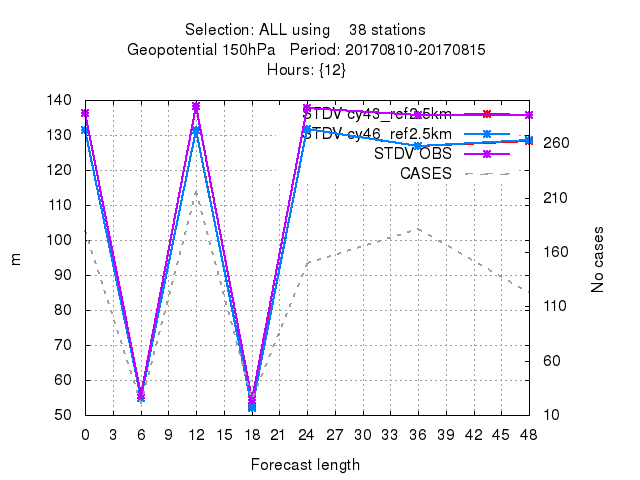 Selection: ALL using 38 stations
Geopotential 150hPa Period: 20170810-20170815
Hours: {12}
STDV cy43_ref2.5km
STDV cy46_ref2.5km
STDV OBS
CASES
140
130
120
110
100
90
80
70
60
50
m
260
210
160
110
60
10
No cases
0 3 6 9 12 15 18 21 24 27 30 33 36 39 42 45 48
Forecast length